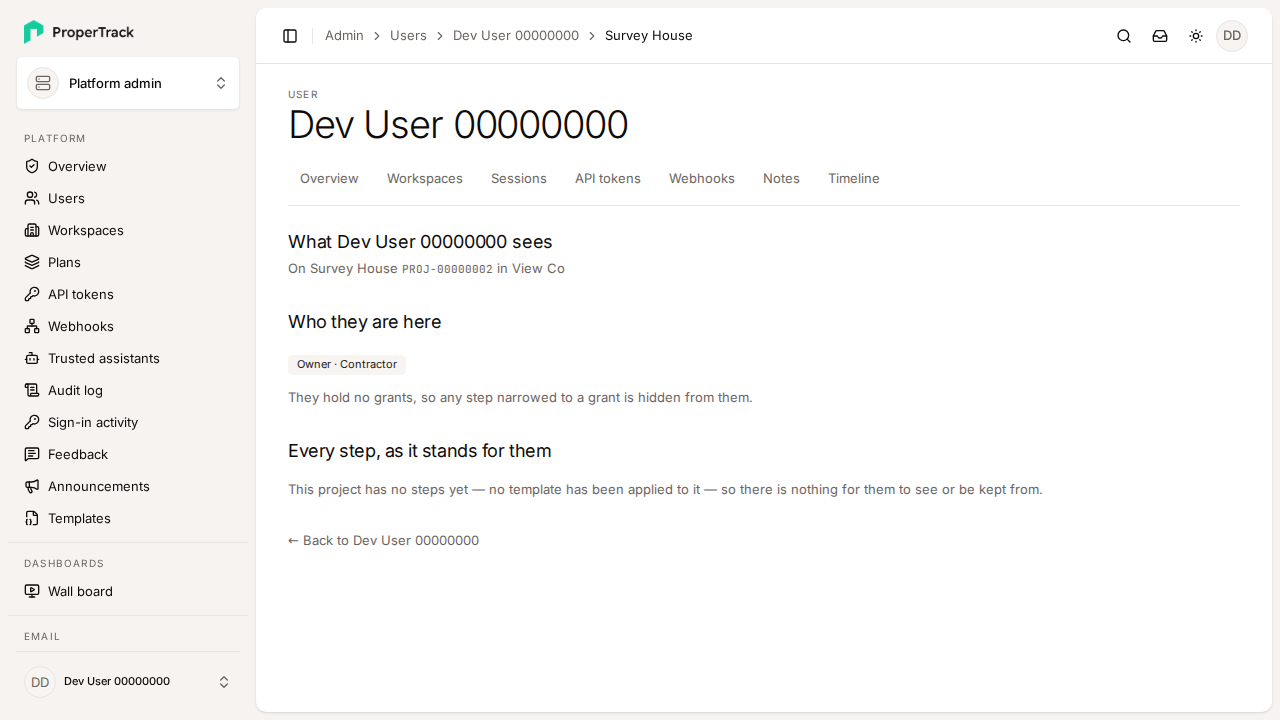 ProperTrack
Platform admin
PLATFORM
Overview
Users
Workspaces
Plans
API tokens
Webhooks
Trusted assistants
Audit log
Sign-in activity
Feedback
Announcements
Templates
DASHBOARDS
Wall board
EMAIL
DD Dev User 00000000
Admin > Users > Dev User 00000000 > Survey House
DD
USER
Dev User 00000000
Overview Workspaces Sessions API tokens Webhooks Notes Timeline
What Dev User 00000000 sees
On Survey House PROJ-00000002 in View Co
Who they are here
Owner · Contractor
They hold no grants, so any step narrowed to a grant is hidden from them.
Every step, as it stands for them
This project has no steps yet — no template has been applied to it — so there is nothing for them to see or be kept from.
← Back to Dev User 00000000